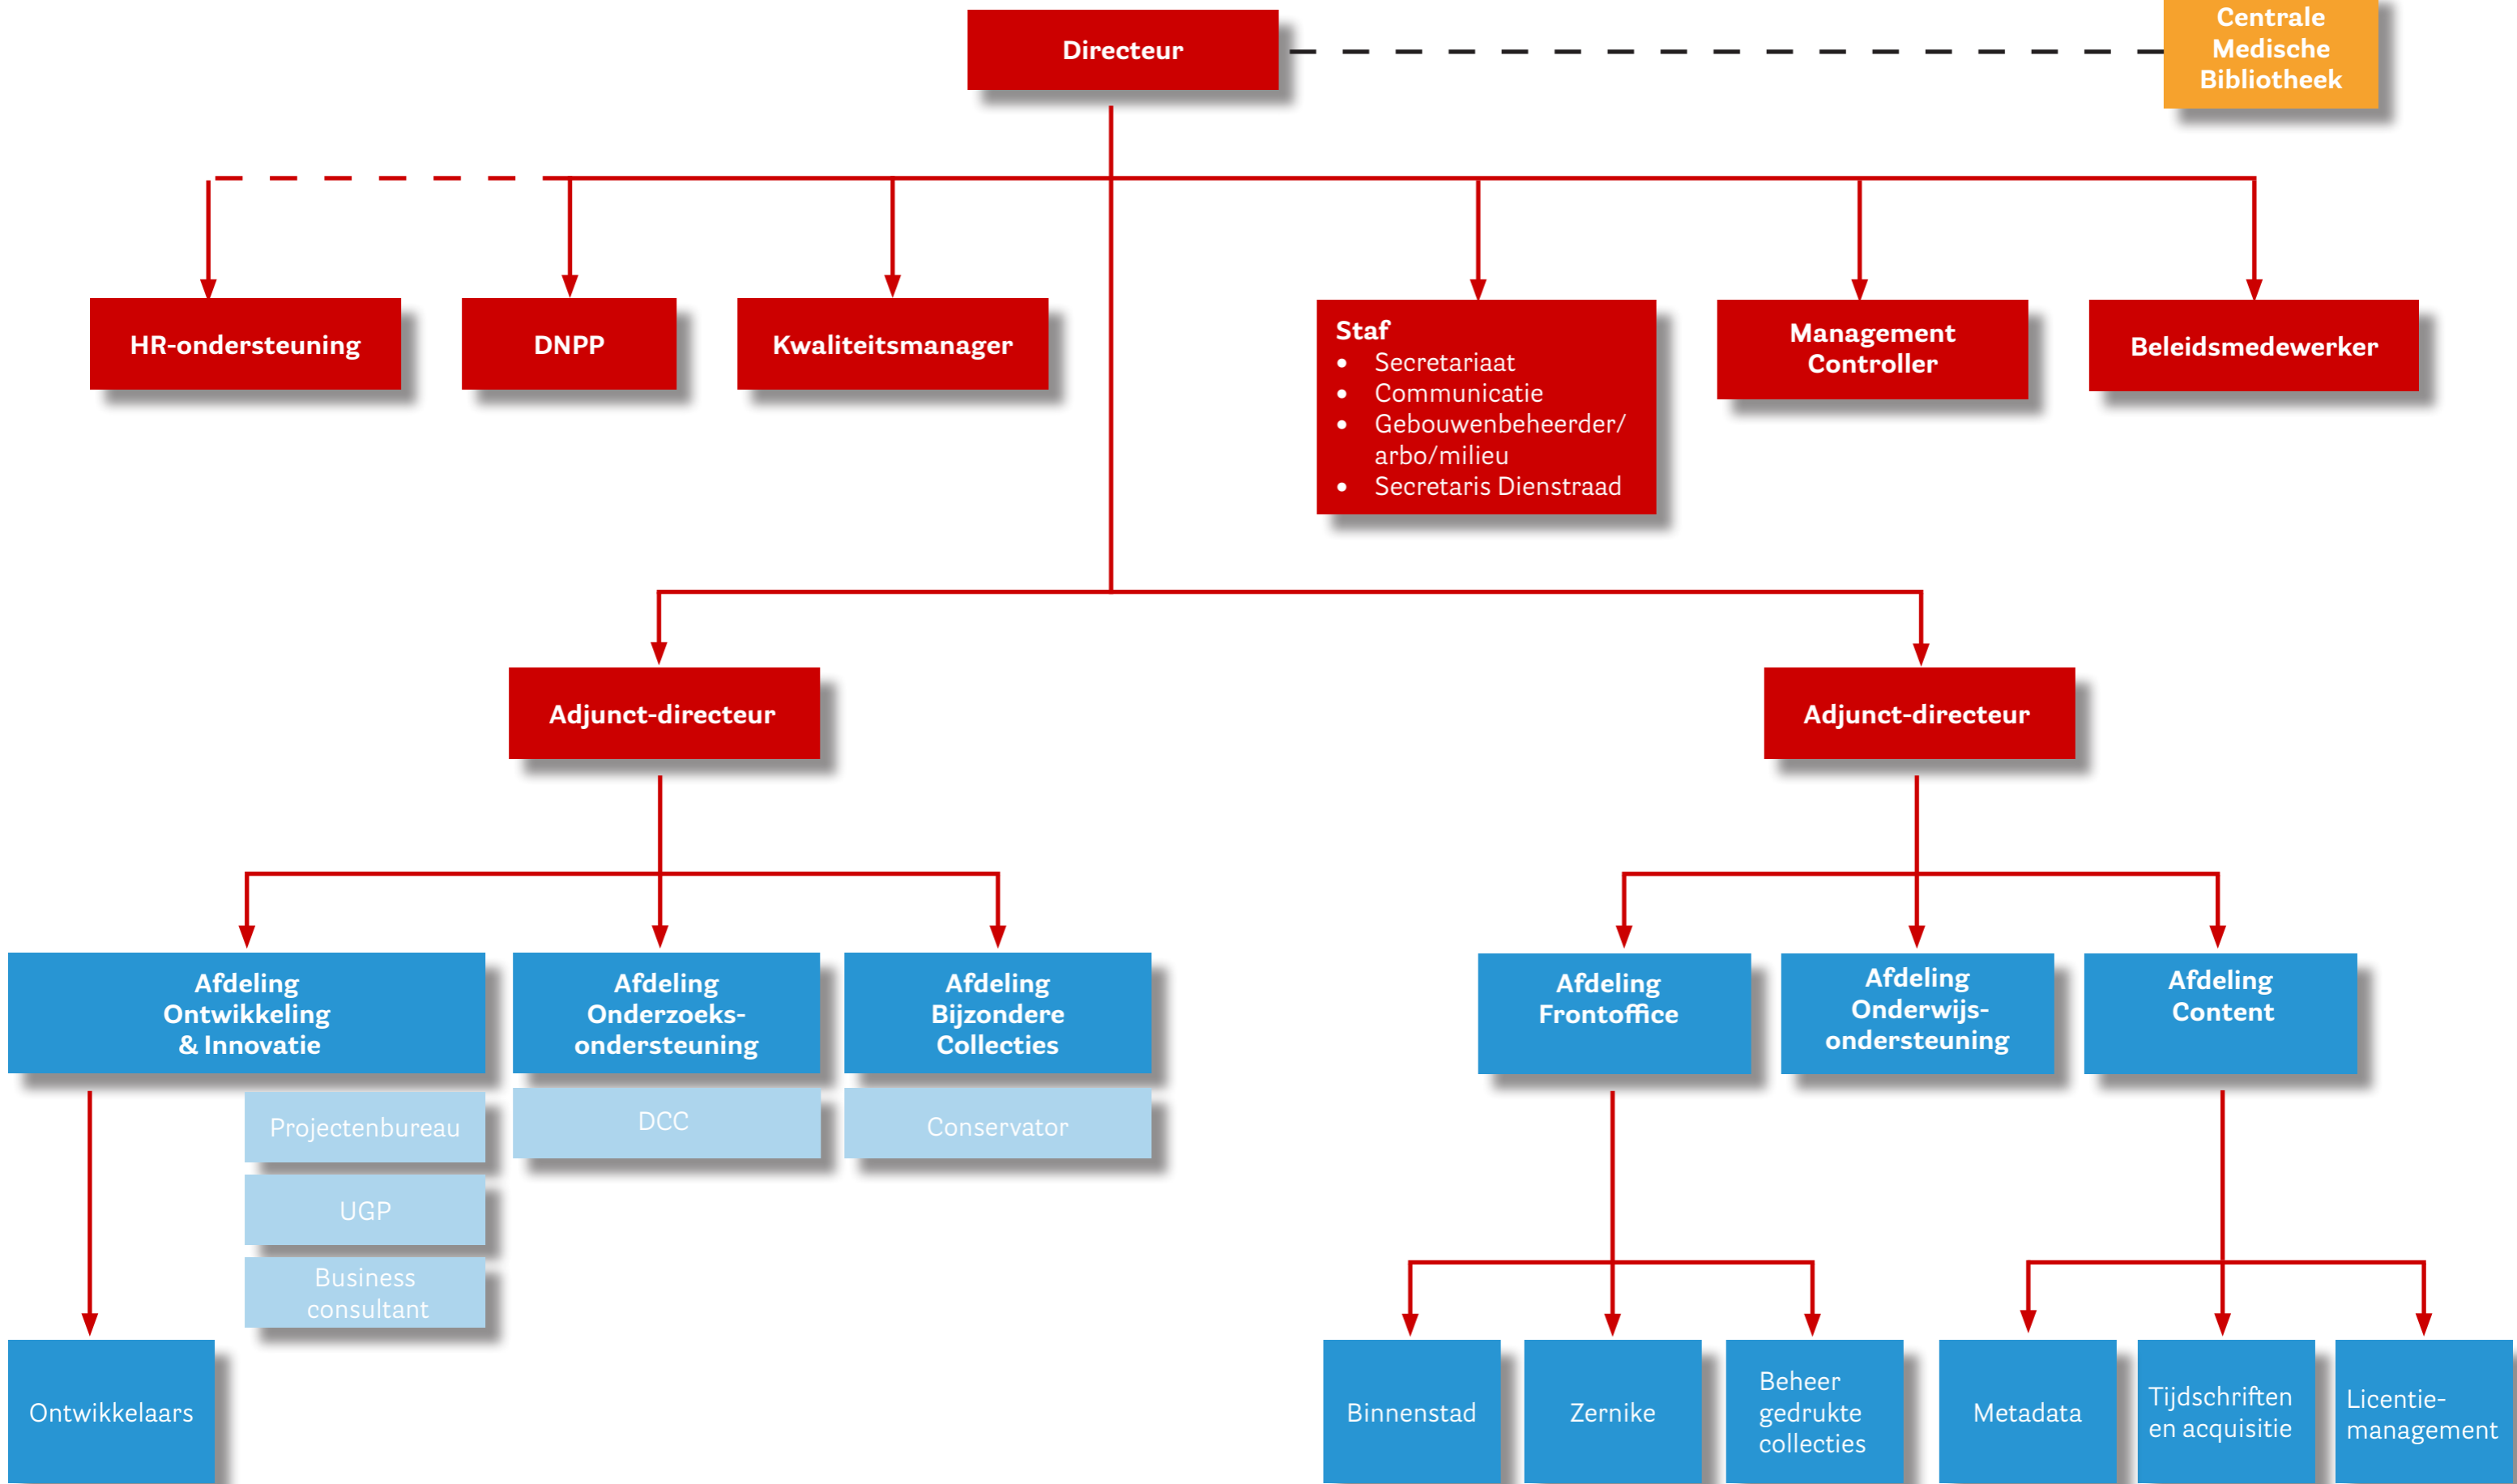 Directeur
Centrale
Medische
Bibliotheek
HR-ondersteuning
DNPP
Kwaliteitsmanager
Staf
• Secretariaat
• Communicatie
• Gebouwenbeheerder/
arbo/milieu
• Secretaris Dienstraad
Management
Controller
Beleidsmedewerker
Adjunct-directeur
Adjunct-directeur
Afdeling
Ontwikkeling
& Innovatie
Afdeling
Onderzoeks-
ondersteuning
Afdeling
Bijzondere
Collecties
Afdeling
Frontoffice
Afdeling
Onderwijs-
ondersteuning
Afdeling
Content
Projectenbureau
DCC
Conservator
UGP
Business
consultant
Ontwikkelaars
Binnenstad
Zernike
Beheer
gedrukte
collecties
Metadata
Tijdschriften
en acquisitie
Licentie-
management